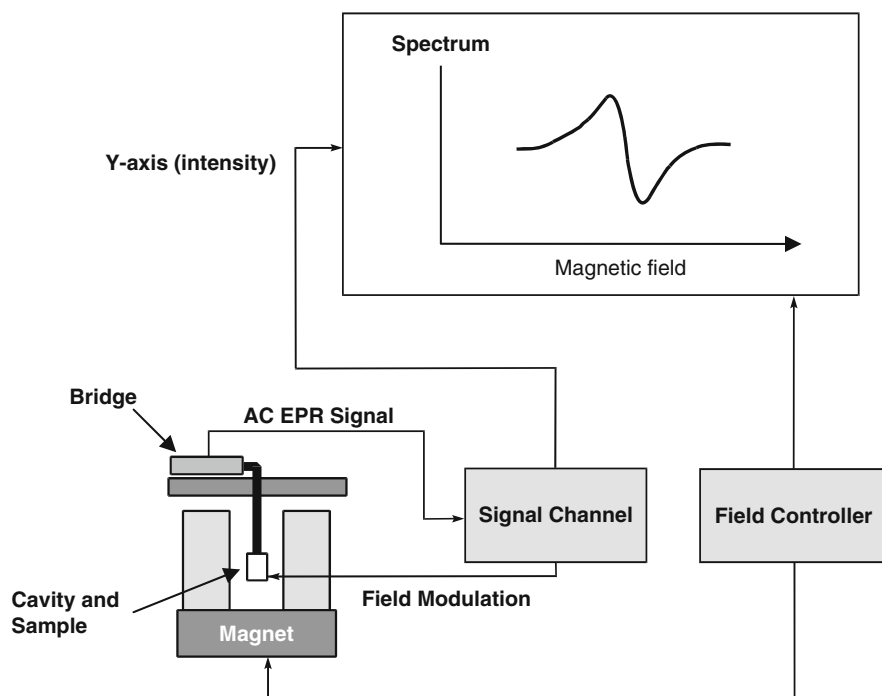 Spectrum
Y-axis (intensity)
Magnetic field
Bridge
AC EPR Signal
Signal Channel
Field Controller
Cavity and
Sample
Field Modulation
Magnet